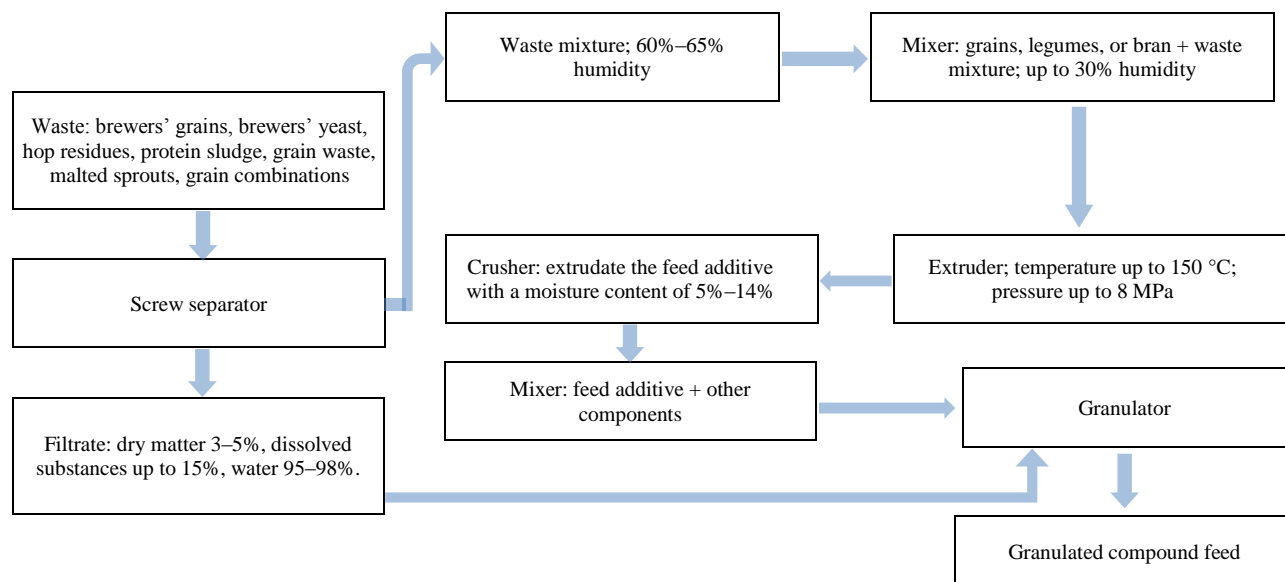 Waste: brewers’ grains, brewers’ yeast,
hop residues, protein sludge, grain waste,
malted sprouts, grain combinations
Screw separator
Filtrate: dry matter 3–5%, dissolved
substances up to 15%, water 95–98%.
Waste mixture; 60%–65%
humidity
Mixer: grains, legumes, or bran + waste
mixture; up to 30% humidity
Extruder; temperature up to 150 °C;
pressure up to 8 MPa
Crusher: extrudate the feed additive
with a moisture content of 5%–14%
Mixer: feed additive + other
components
Granulator
Granulated compound feed